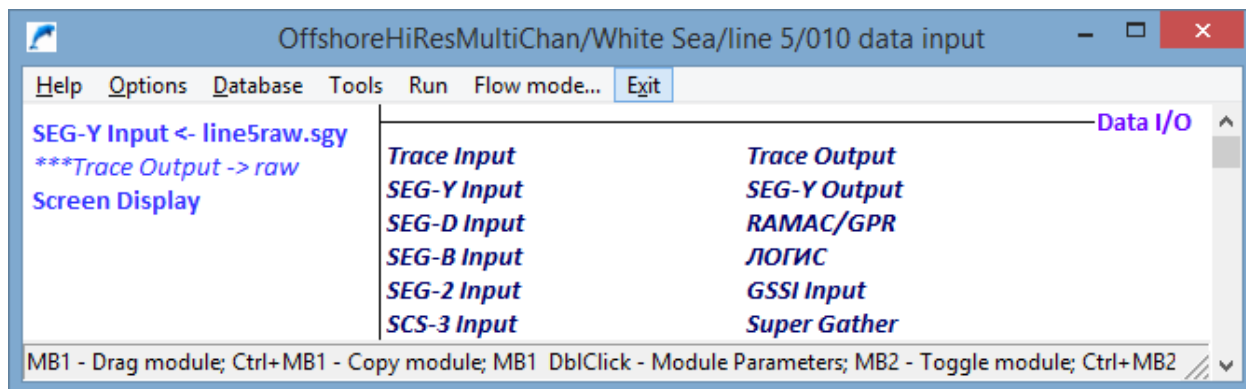 OffshoreHiResMultiChan/White Sea/line 5/010 data input
Help Options Database Tools Run Flow mode... Exit
SEG-Y Input <- line5raw.sgy
***Trace Output -> raw
Screen Display
Data I/O
Trace Input Trace Output
SEG-Y Input SEG-Y Output
SEG-D Input RAMAC/GPR
SEG-B Input ЛОГИС
SEG-2 Input GSSI Input
SCS-3 Input Super Gather
MB1 - Drag module; Ctrl+MB1 - Copy module; MB1 DblClick - Module Parameters; MB2 - Toggle module; Ctrl+MB2